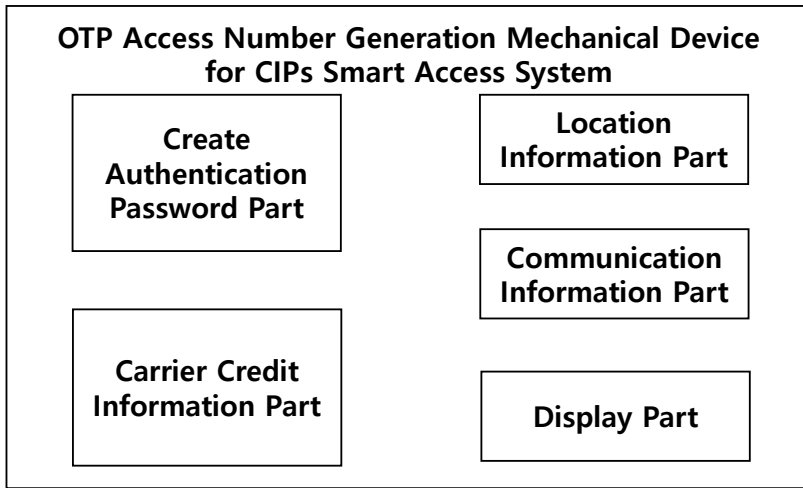 OTP Access Number Generation Mechanical Device
for CIPs Smart Access System
Create
Authentication
Password Part
Location
Information Part
Communication
Information Part
Carrier Credit
Information Part
Display Part